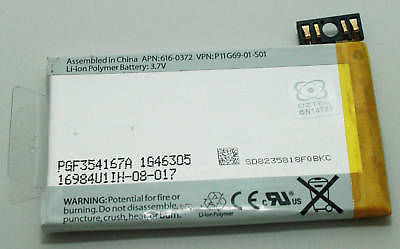 Assembled in China APN: 616-0372 VPN: P11G69-01-S01
Li-ion Polymer Battery: 3.7V
PGF354167A 1G46305
16984U1IH-08-017
SD8235818FQBKC
WARNING: Potential for fire or
burning. Do not disassemble,
puncture, crush, heat or burn.
Li-ion Polymer